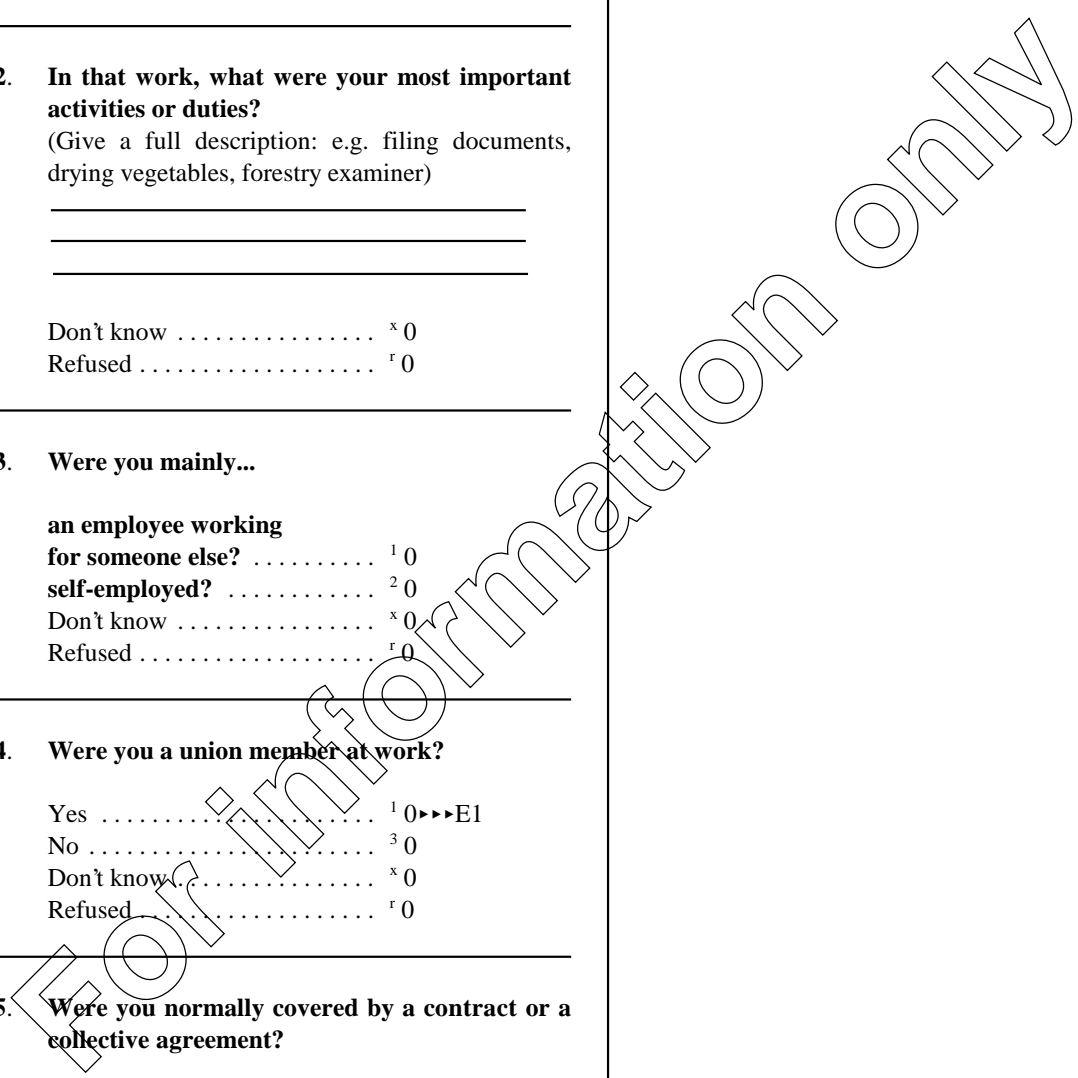 2. In that work, what were your most important
activities or duties?
(Give a full description: e.g. filing documents,
drying vegetables, forestry examiner)
Don't know . . . . . . . . . . . . . . . . x 0
Refused . . . . . . . . . . . . . . . . . . . r 0
3. Were you mainly...
an employee working
for someone else? . . . . . . . . . . 1 0
self-employed? . . . . . . . . . . . . 2 0
Don't know . . . . . . . . . . . . . . . . x 0
Refused . . . . . . . . . . . . . . . . . . . r 0
4. Were you a union member at work?
Yes . . . . . . . . . . . . . . . . . . . . . . 1 0▸▸▸E1
No . . . . . . . . . . . . . . . . . . . . . . . 3 0
Don't know . . . . . . . . . . . . . . . . x 0
Refused . . . . . . . . . . . . . . . . . . . r 0
5. Were you normally covered by a contract or a
collective agreement?
For information only